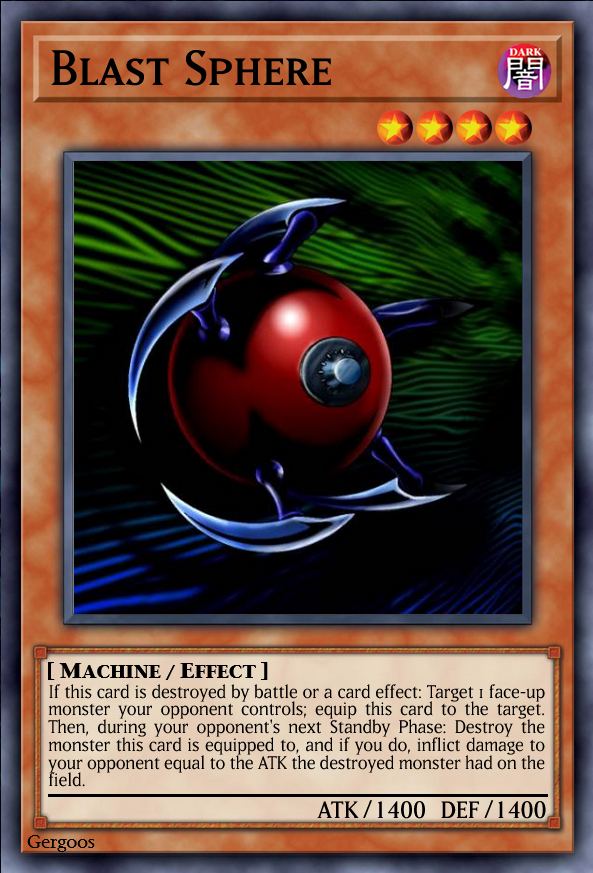 Blast Sphere
DARK
闇
[ Machine / Effect ]
If this card is destroyed by battle or a card effect: Target 1 face-up
monster your opponent controls; equip this card to the target.
Then, during your opponent's next Standby Phase: Destroy the
monster this card is equipped to, and if you do, inflict damage to
your opponent equal to the ATK the destroyed monster had on the
field.
ATK / 1400 DEF / 1400
Gergoos